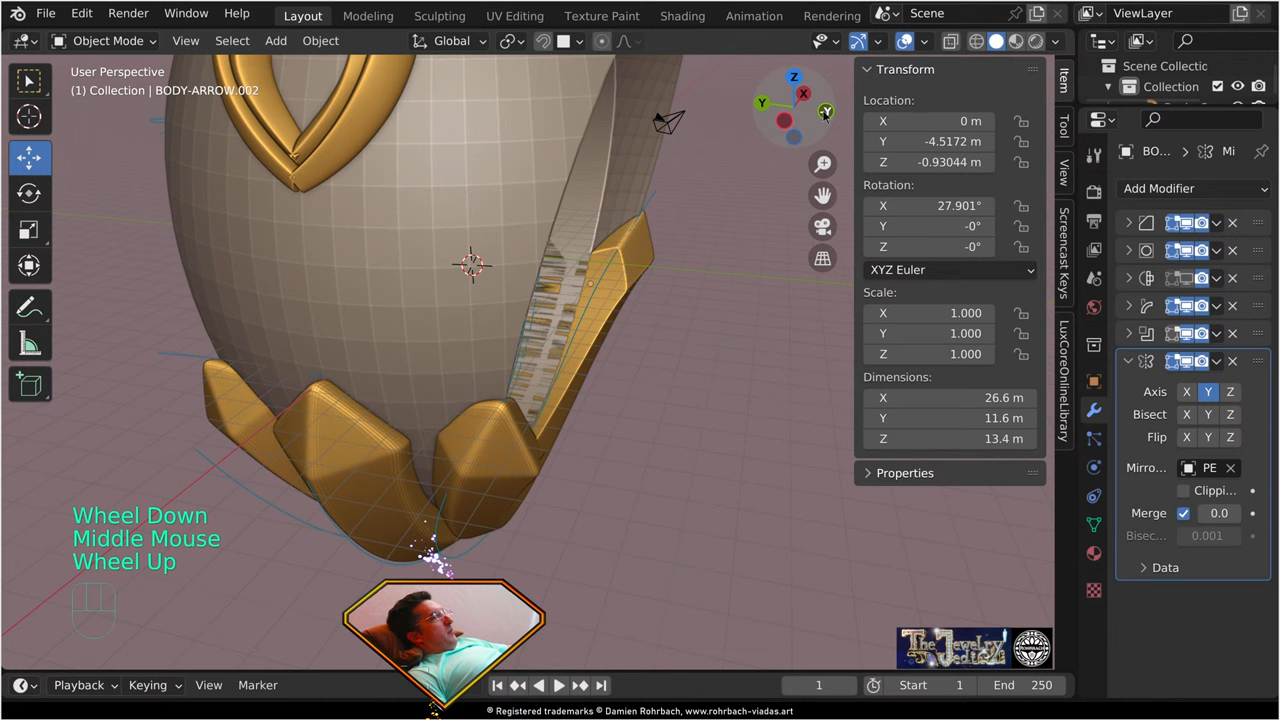 File Edit Render Window Help Layout Modeling Sculpting UV Editing Texture Paint Shading Animation Rendering Scene ViewLayer
Object Mode View Select Add Object Global
User Perspective
(1) Collection | BODY-ARROW.002
Z
X
Y
-Y
Transform
Location:
X 0 m
Y -4.5172 m
Z -0.93044 m
Rotation:
X 27.901°
Y -0°
Z -0°
XYZ Euler
Scale:
X 1.000
Y 1.000
Z 1.000
Dimensions:
X 26.6 m
Y 11.6 m
Z 13.4 m
Properties
Item
Tool
View
Screencast Keys
LuxCoreOnlineLibrary
Scene Collectic
Collection
BO... Mi
Add Modifier
Axis X Y Z
Bisect X Y Z
Flip X Y Z
Mirro... PE
Clippi...
Merge 0.0
Bisec... 0.001
Data
Wheel Down
Middle Mouse
Wheel Up
The Jewelry Jedi
ROHRBACH
Playback Keying View Marker 1 Start 1 End 250
® Registered trademarks © Damien Rohrbach, www.rohrbach-viadas.art